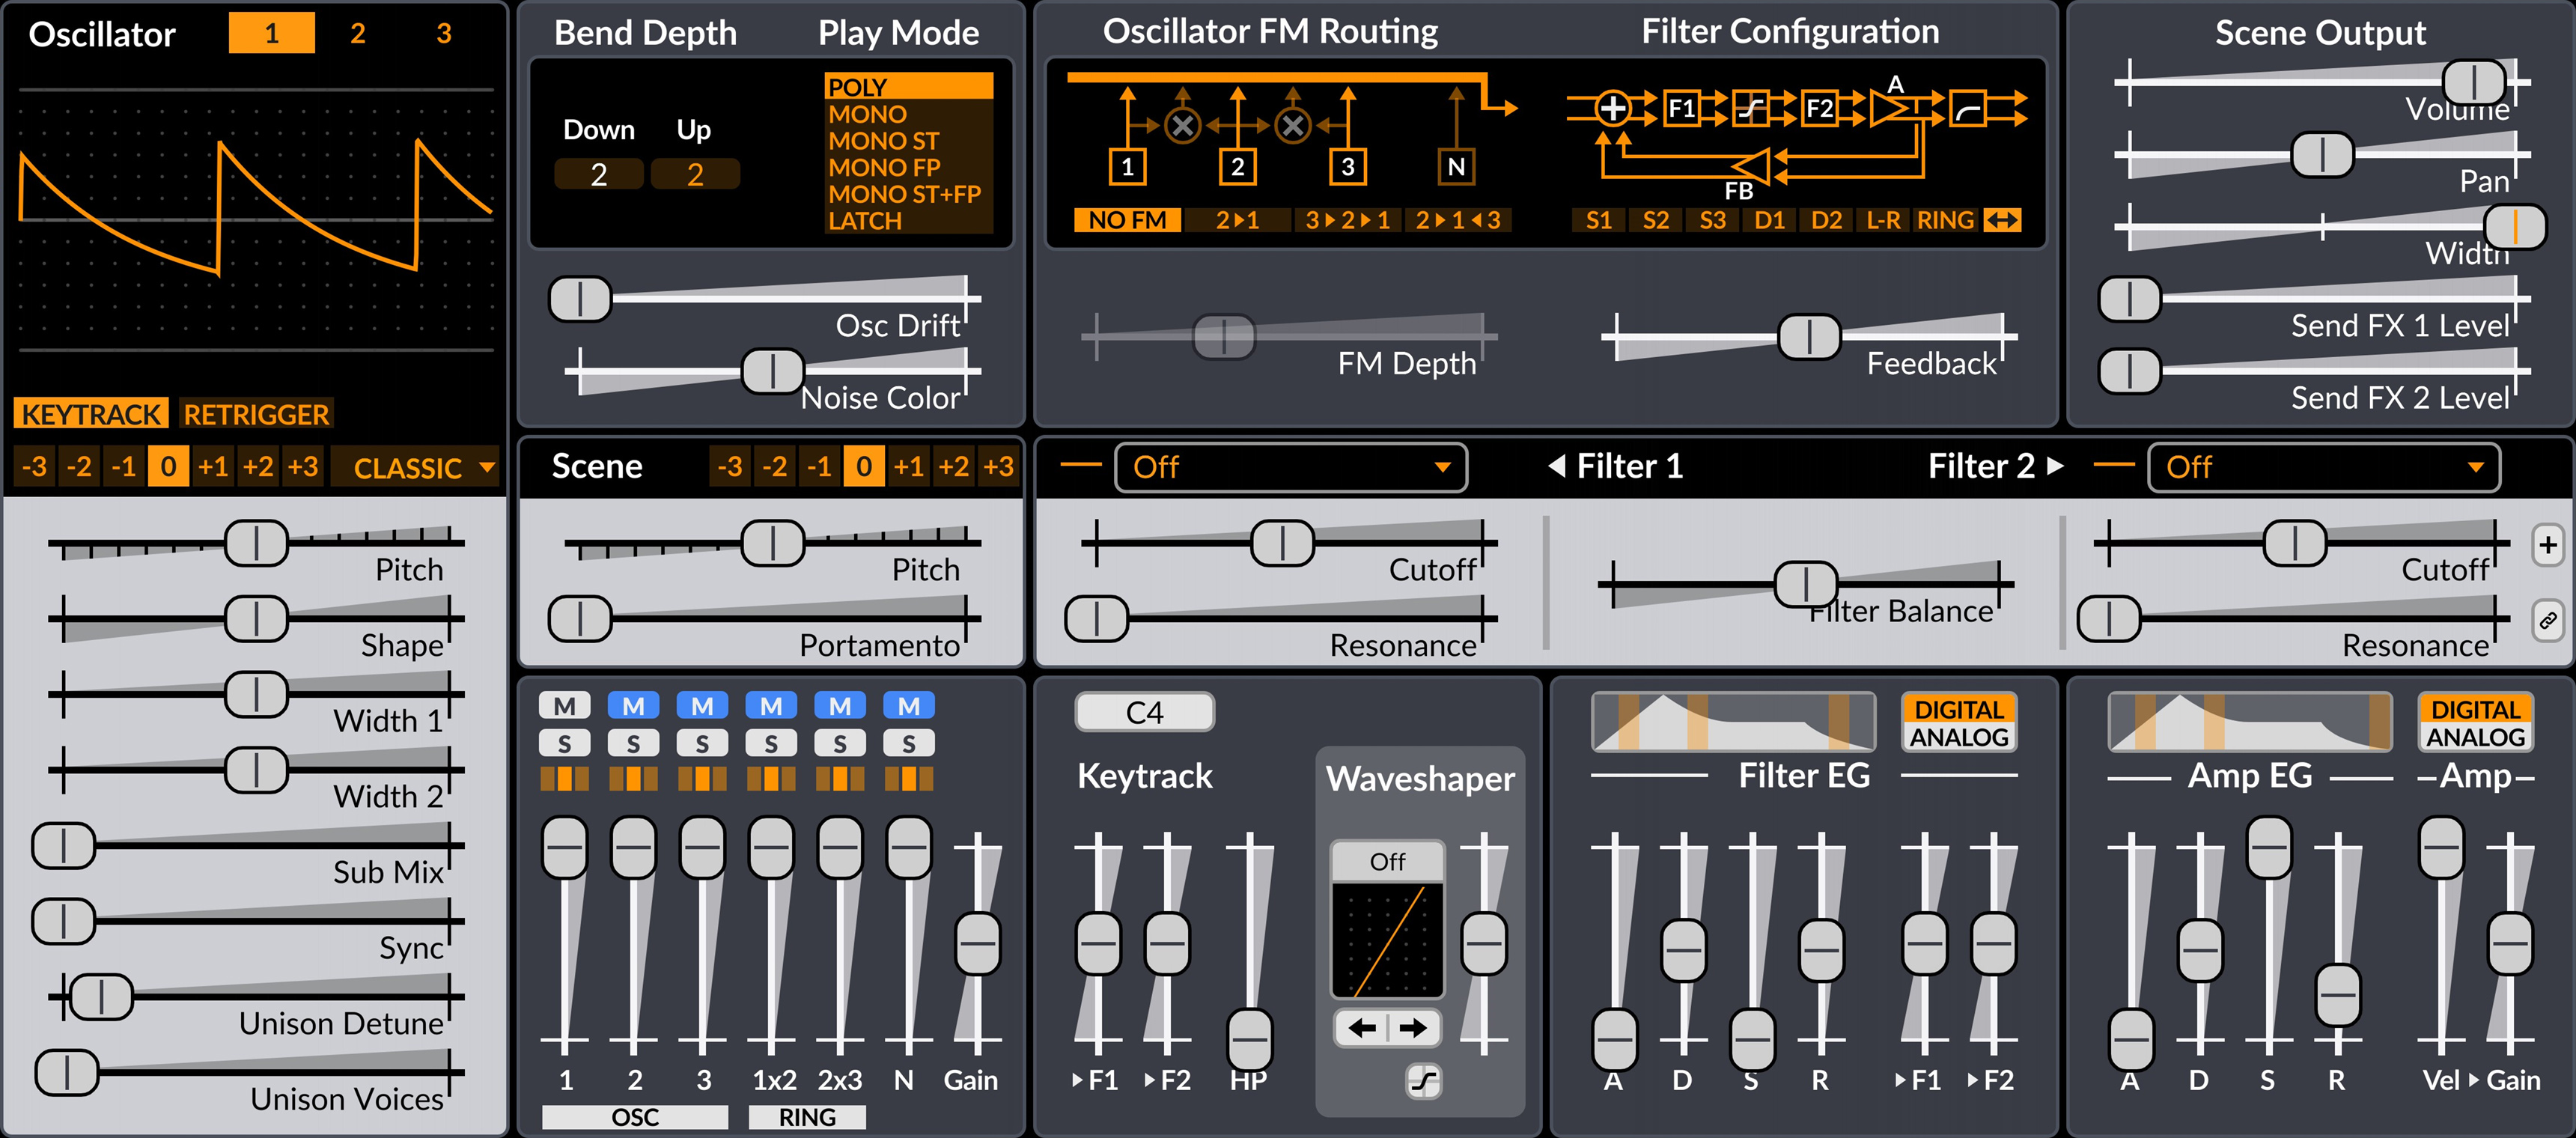 Oscillator 1 2 3
KEYTRACK RETRIGGER
-3 -2 -1 0 +1 +2 +3 CLASSIC
Pitch
Shape
Width 1
Width 2
Sub Mix
Sync
Unison Detune
Unison Voices
Bend Depth Play Mode
Down Up
2 2
POLY
MONO
MONO ST
MONO FP
MONO ST+FP
LATCH
Osc Drift
Noise Color
Oscillator FM Routing
1 2 3 N
NO FM 2▸1 3▸2▸1 2▸1◂3
FM Depth
Filter Configuration
A
F1 F2
FB
S1 S2 S3 D1 D2 L-R RING
Feedback
Scene Output
Volume
Pan
Width
Send FX 1 Level
Send FX 2 Level
Scene -3 -2 -1 0 +1 +2 +3
Pitch
Portamento
Off ◀ Filter 1 Filter 2 ▶ Off
Cutoff
Resonance
Filter Balance
Cutoff +
Resonance
M M M M M M
S S S S S S
1 2 3 1x2 2x3 N Gain
OSC RING
C4
Keytrack
▸F1 ▸F2 HP
Waveshaper
Off
DIGITAL
ANALOG
Filter EG
A D S R ▸F1 ▸F2
DIGITAL
ANALOG
Amp EG Amp
A D S R Vel ▸ Gain